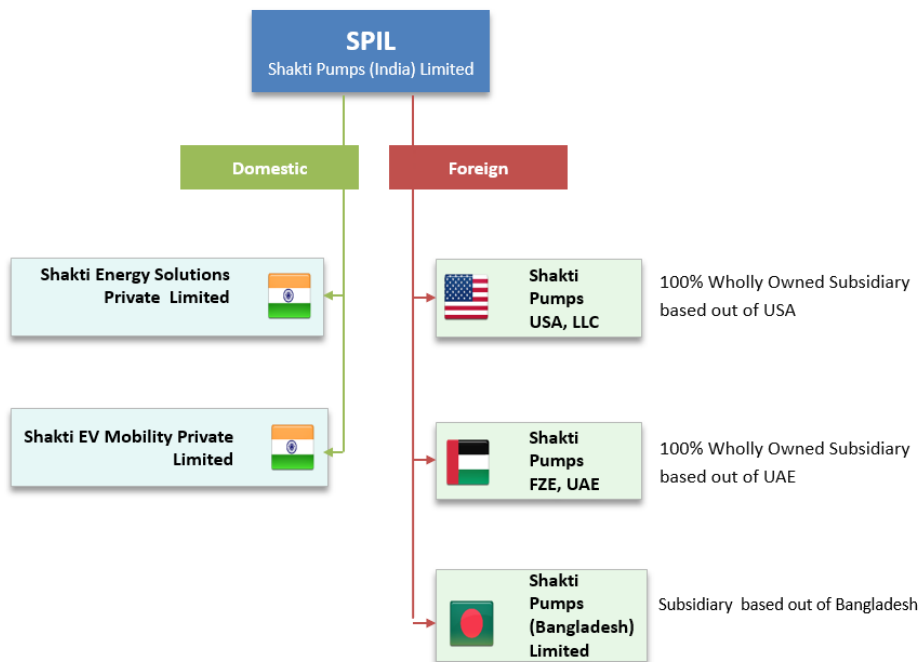 SPIL
Shakti Pumps (India) Limited
Domestic
Foreign
Shakti Energy Solutions
Private Limited
Shakti EV Mobility Private
Limited
Shakti
Pumps
USA, LLC
100% Wholly Owned Subsidiary
based out of USA
Shakti
Pumps
FZE, UAE
100% Wholly Owned Subsidiary
based out of UAE
Shakti
Pumps
(Bangladesh)
Limited
Subsidiary based out of Bangladesh